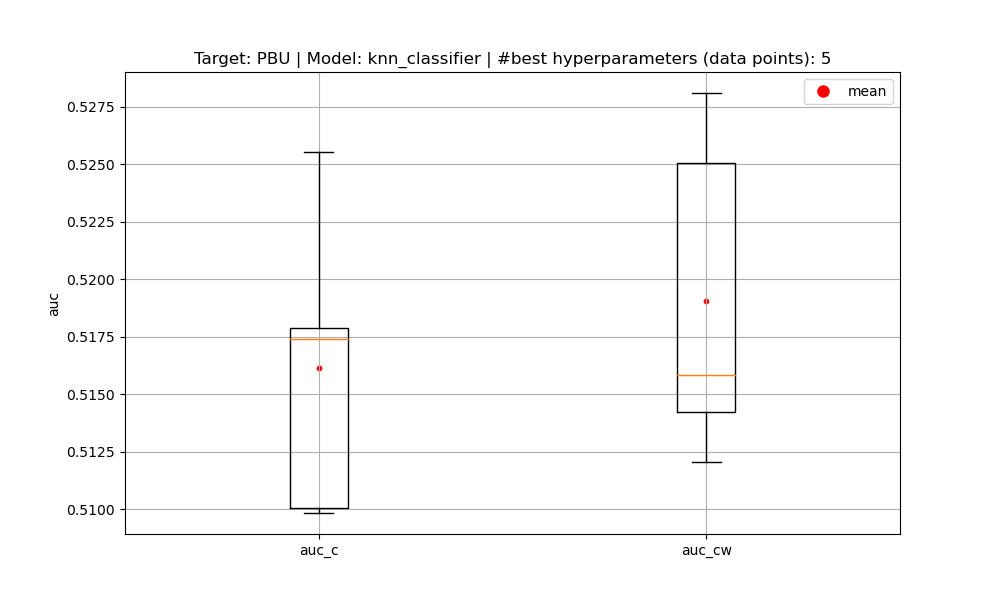 Target: PBU | Model: knn_classifier | #best hyperparameters (data points): 5
mean
0.5275
0.5250
0.5225
0.5200
0.5175
0.5150
0.5125
0.5100
auc
auc_c
auc_cw